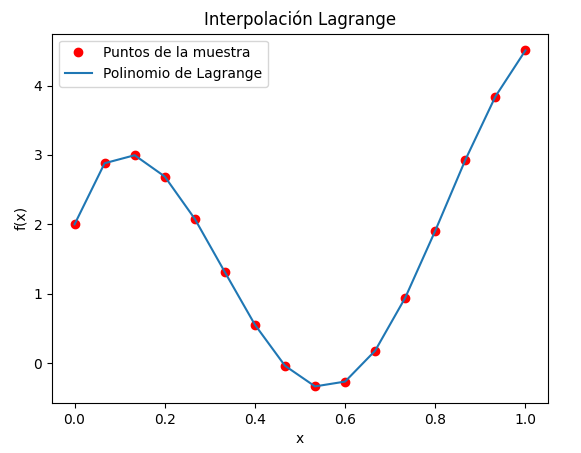 Interpolación Lagrange
Puntos de la muestra
Polinomio de Lagrange
4
3
2
1
0
f(x)
0.0 0.2 0.4 0.6 0.8 1.0
x